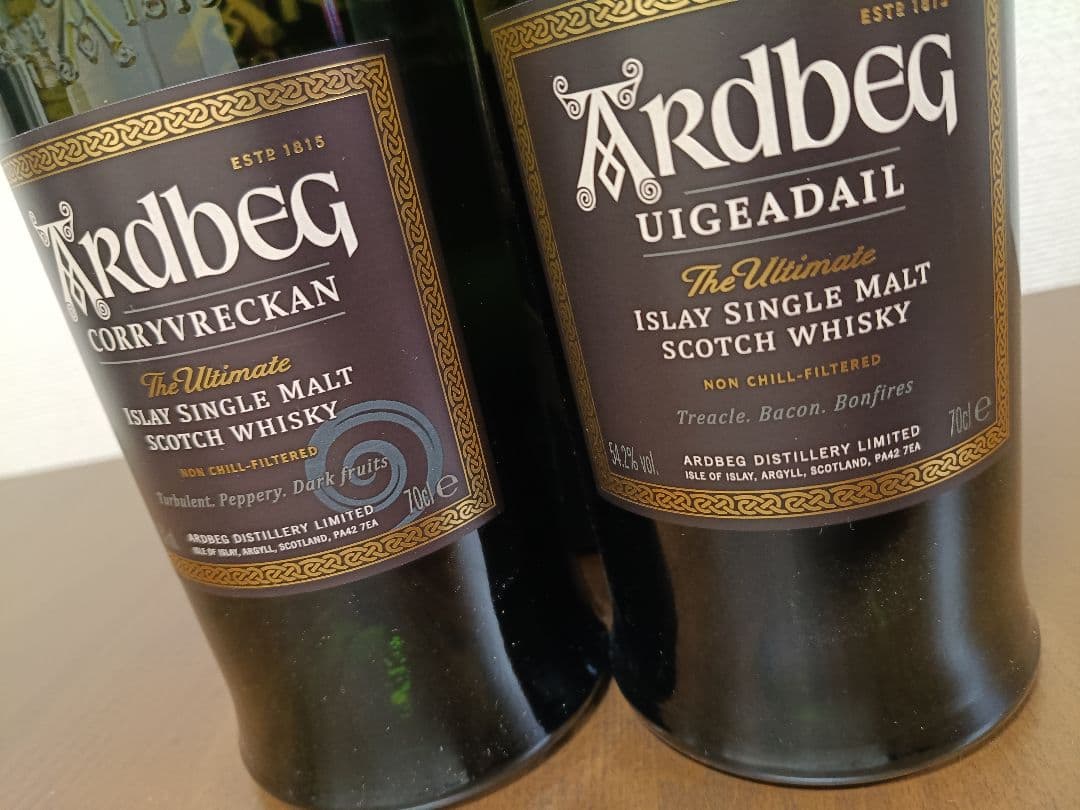 ESTD 1815
ARDBEG
CORRYVRECKAN
The Ultimate
ISLAY SINGLE MALT
SCOTCH WHISKY
NON CHILL-FILTERED
Turbulent. Peppery. Dark fruits
70cl e
ARDBEG DISTILLERY LIMITED
ISLE OF ISLAY, ARGYLL, SCOTLAND, PA42 7EA
ESTD 1815
ARDBEG
UIGEADAIL
The Ultimate
ISLAY SINGLE MALT
SCOTCH WHISKY
NON CHILL-FILTERED
Treacle. Bacon. Bonfires
54.2% vol.
70cl e
ARDBEG DISTILLERY LIMITED
ISLE OF ISLAY, ARGYLL, SCOTLAND, PA42 7EA